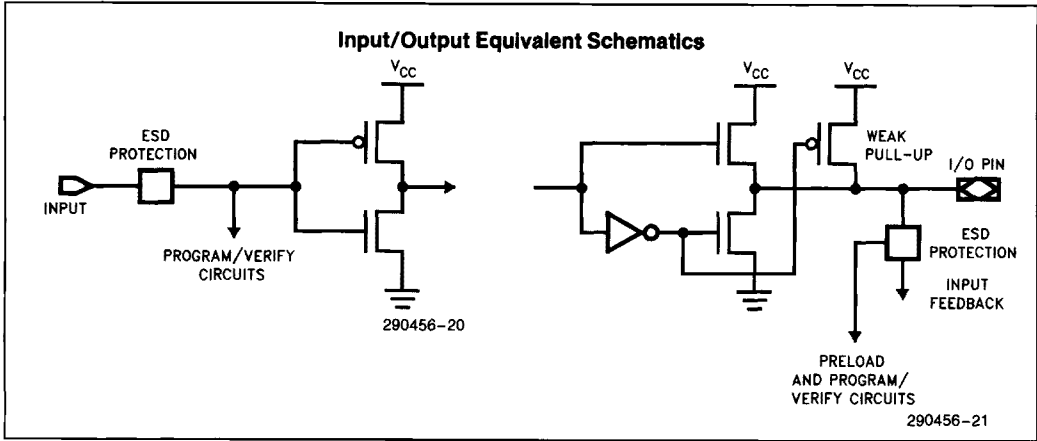 Input/Output Equivalent Schematics
VCC
ESD
PROTECTION
INPUT
PROGRAM/VERIFY
CIRCUITS
290456-20
VCC
VCC
WEAK
PULL-UP
I/O PIN
ESD
PROTECTION
INPUT
FEEDBACK
PRELOAD
AND PROGRAM/
VERIFY CIRCUITS
290456-21